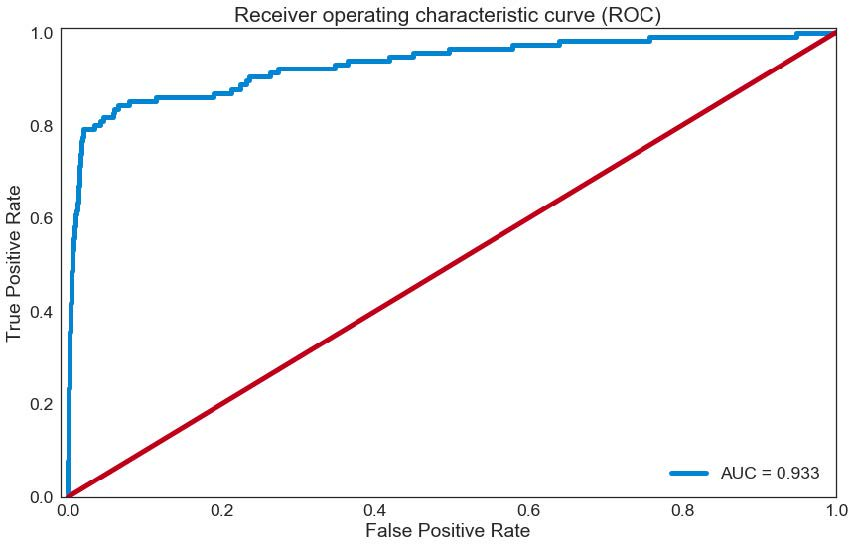 Receiver operating characteristic curve (ROC)
1.0
0.8
0.6
0.4
0.2
0.0
True Positive Rate
AUC = 0.933
0.0 0.2 0.4 0.6 0.8 1.0
False Positive Rate